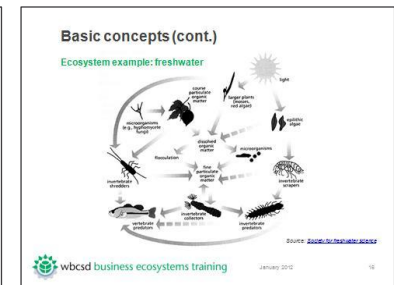 Basic concepts (cont.)
Ecosystem example: freshwater
light
course
particulate
organic
matter
larger plants
(mosses,
red algae)
microorganisms
(e.g., hyphomycete
fungi)
epilithic
algae
dissolved
organic
matter
microorganisms
flocculation
fine
particulate
organic
matter
invertebrate
shredders
invertebrate
scrapers
vertebrate
predators
invertebrate
collectors
invertebrate
predators
Source: Society for freshwater science
wbcsd business ecosystems training
January 2012